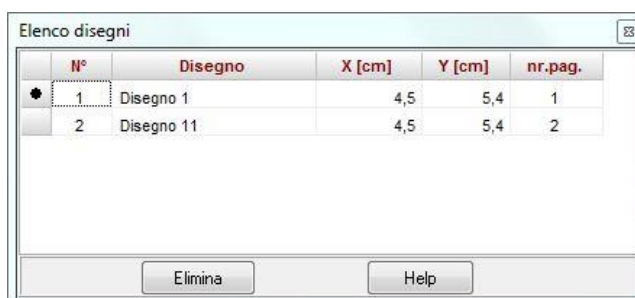 Elenco disegni
N° Disegno X [cm] Y [cm] nr.pag.
1 Disegno 1 4,5 5,4 1
2 Disegno 11 4,5 5,4 2
Elimina Help